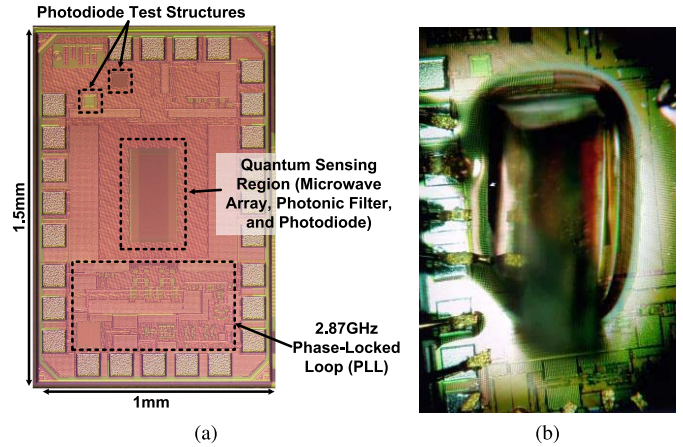 Photodiode Test Structures
Quantum Sensing
Region (Microwave
Array, Photonic Filter,
and Photodiode)
1.5mm
2.87GHz
Phase-Locked
Loop (PLL)
1mm
(a)
(b)